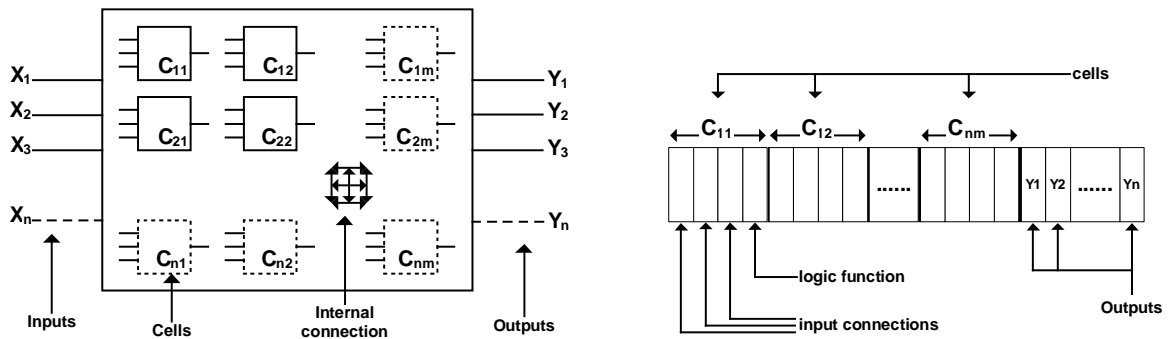 C11 C12 C1m
X1 Y1
X2 Y2
C21 C22 C2m
X3 Y3
Xn Yn
Cn1 Cn2 Cnm
Inputs
Cells
Internal
connection
Outputs
cells
C11 C12 Cnm
...... Y1 Y2 ...... Yn
logic function
input connections
Outputs